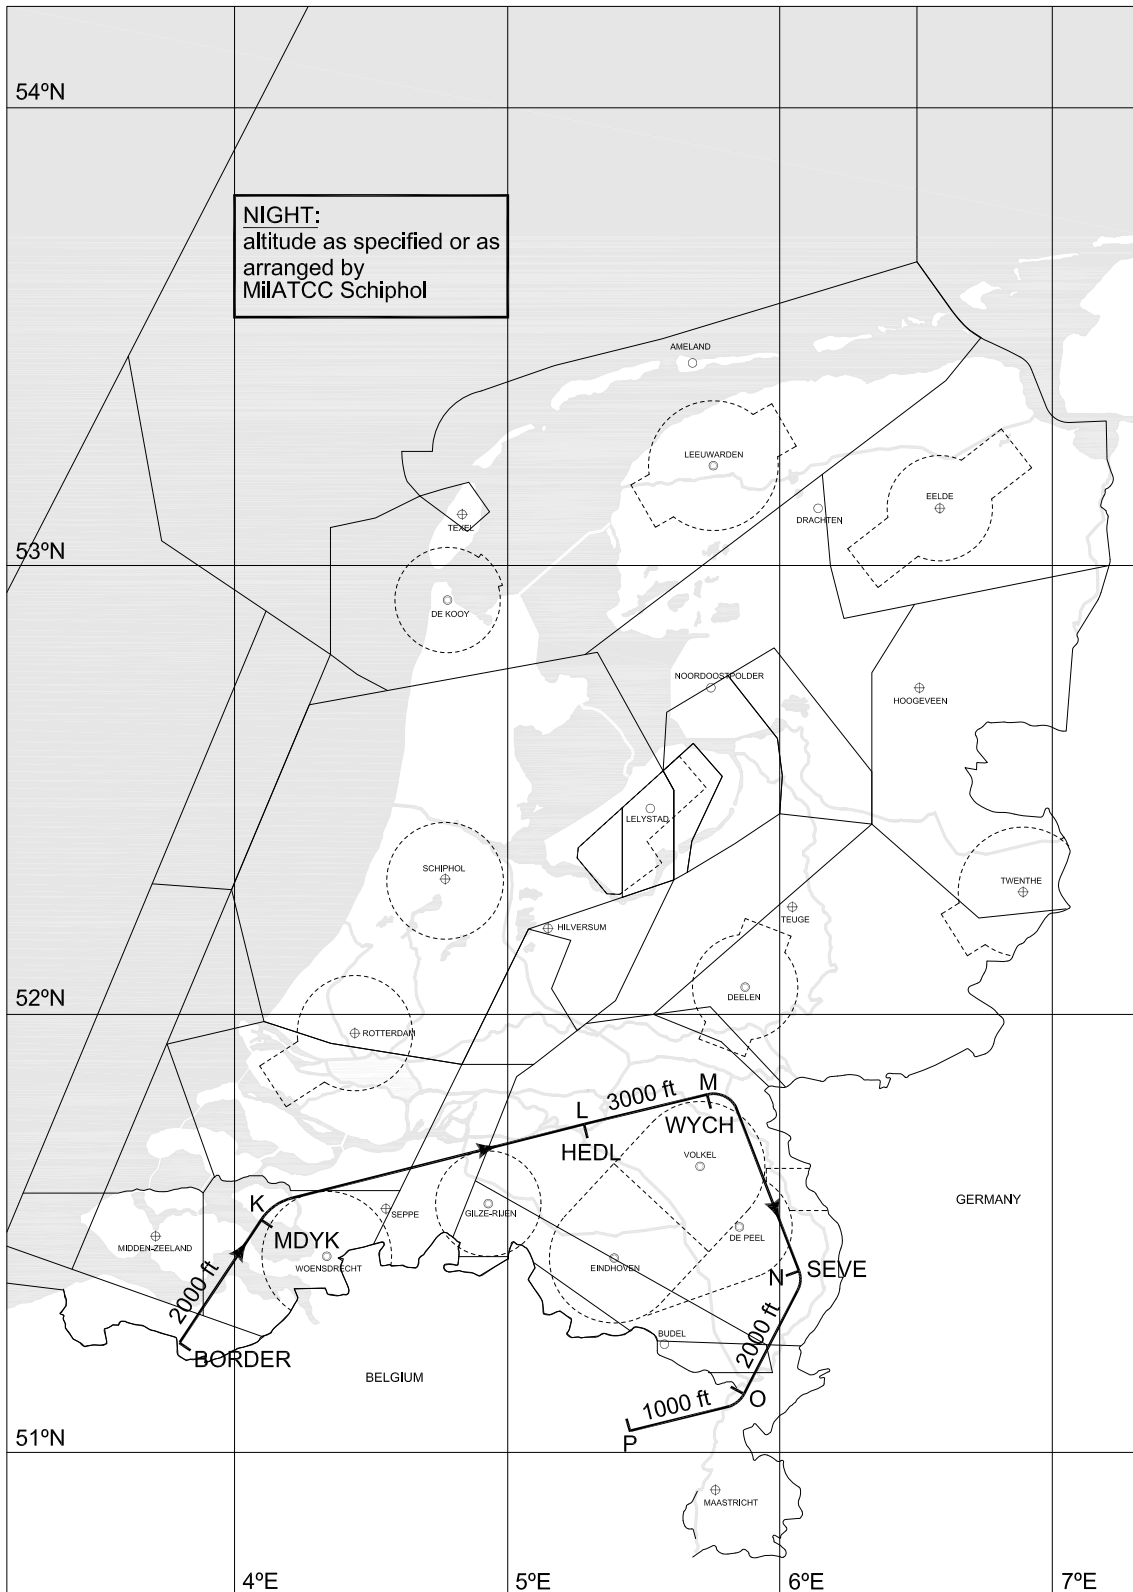 54ºN
NIGHT:
altitude as specified or as
arranged by
MilATCC Schiphol
AMELAND
LEEUWARDEN
EELDE
DRACHTEN
TEXEL
53ºN
DE KOOY
NOORDOOSTPOLDER
HOOGEVEEN
LELYSTAD
SCHIPHOL
TWENTHE
TEUGE
HILVERSUM
DEELEN
52ºN
ROTTERDAM
M
3000 ft
L
WYCH
HEDL
VOLKEL
GERMANY
K
SEPPE
GILZE-RIJEN
DE PEEL
MDYK
MIDDEN-ZEELAND
WOENSDRECHT
EINDHOVEN
SEVE
N
2000 ft
BUDEL
2000 ft
BORDER
BELGIUM
1000 ft
O
P
51ºN
MAASTRICHT
4ºE
5ºE
6ºE
7ºE